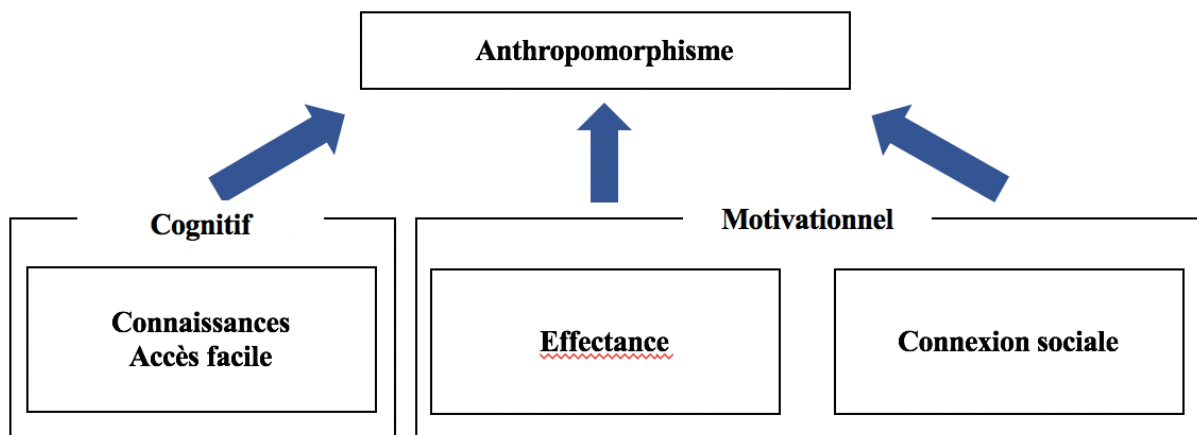 Anthropomorphisme
Cognitif
Motivationnel
Connaissances
Accès facile
Effectance
Connexion sociale